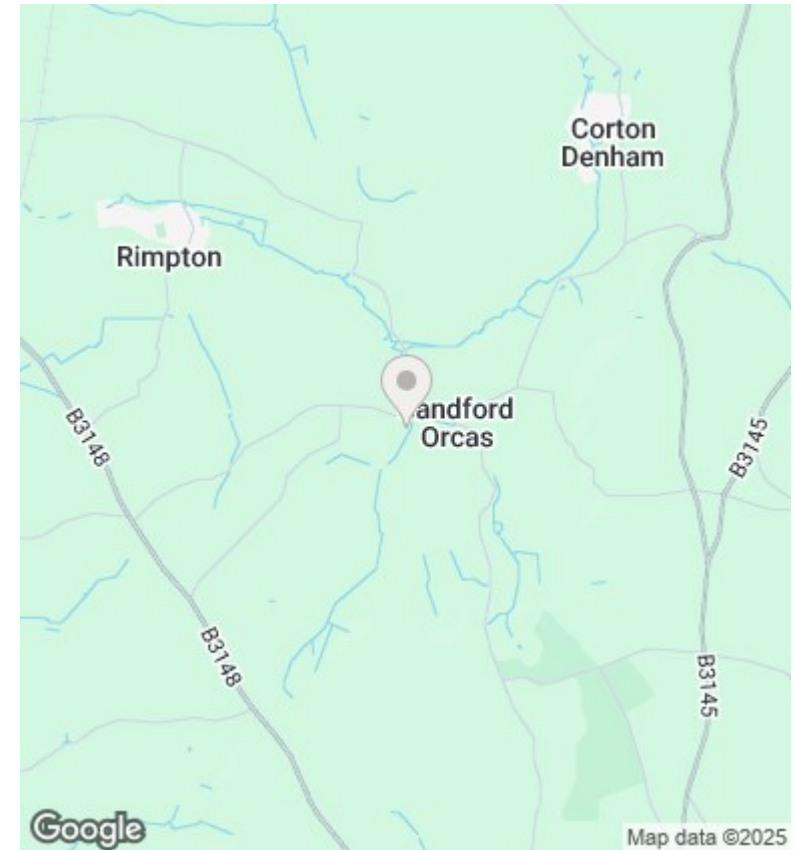 Corton
Denham
Rimpton
andford
Orcas
B3148
B3145
B3148
B3145
Google
Map data ©2025